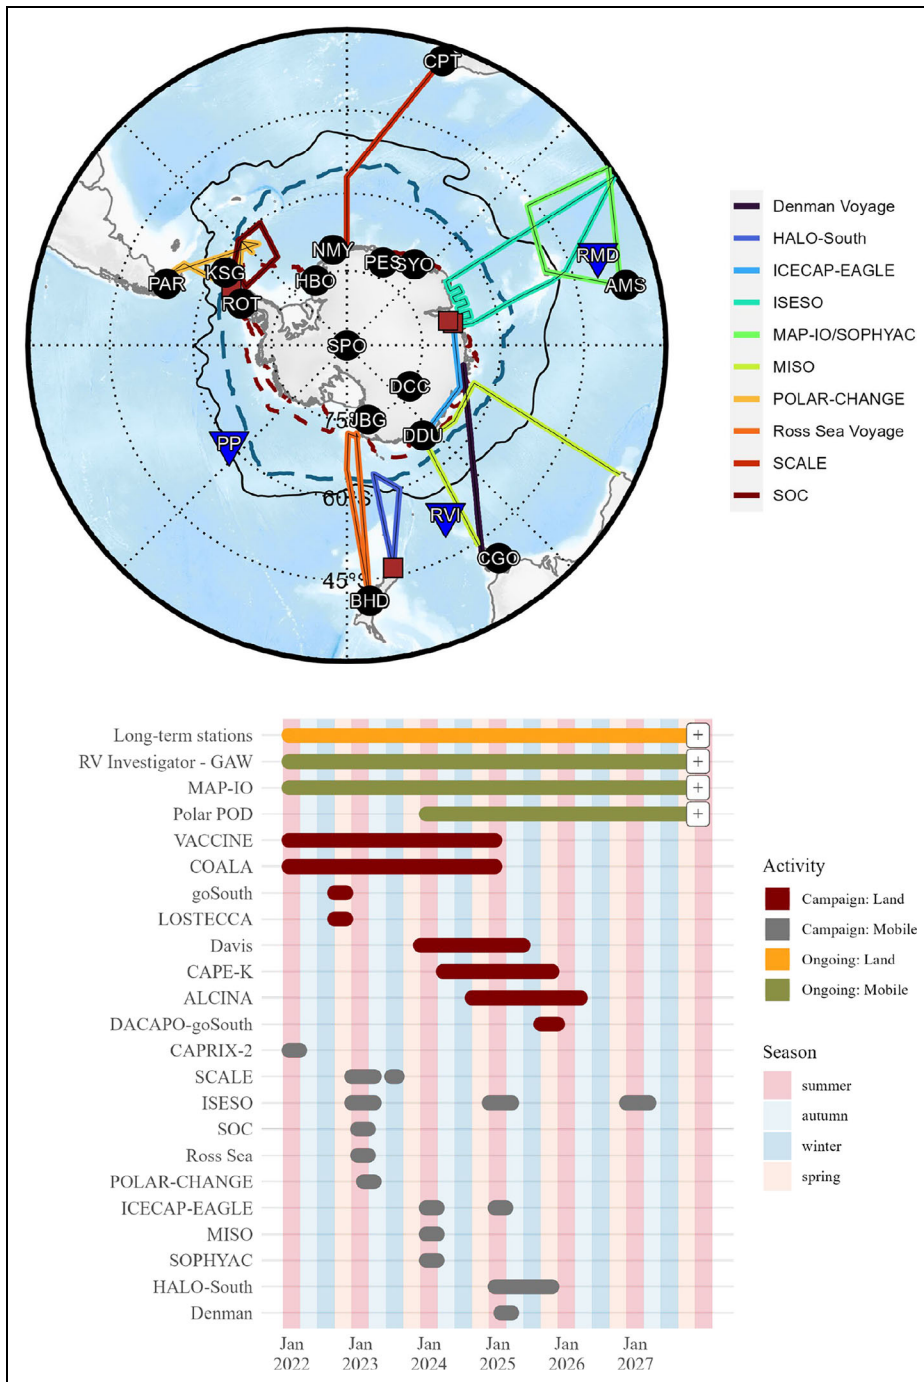 CPT
RMD
AMS
NMY
PES
SYO
HBO
KSG
PAR
ROT
SPO
DCC
JBG
75°S
DDU
PP
60°S
RVI
CGO
45°S
BHD
Denman Voyage
HALO-South
ICECAP-EAGLE
ISESO
MAP-IO/SOPHYAC
MISO
POLAR-CHANGE
Ross Sea Voyage
SCALE
SOC
Long-term stations
+
RV Investigator - GAW
+
MAP-IO
+
Polar POD
+
VACCINE
COALA
goSouth
LOSTECCA
Davis
CAPE-K
ALCINA
DACAPO-goSouth
CAPRIX-2
SCALE
ISESO
SOC
Ross Sea
POLAR-CHANGE
ICECAP-EAGLE
MISO
SOPHYAC
HALO-South
Denman
Jan Jan Jan Jan Jan Jan
2022 2023 2024 2025 2026 2027
Activity
Campaign: Land
Campaign: Mobile
Ongoing: Land
Ongoing: Mobile
Season
summer
autumn
winter
spring